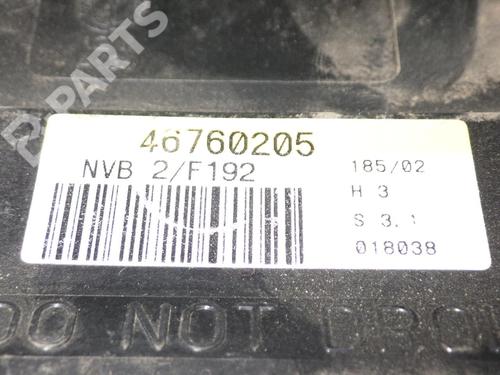 B-PARTS
46760205
NVB 2/F192
185/02
H 3
S 3.1
018038
DO NOT DROP